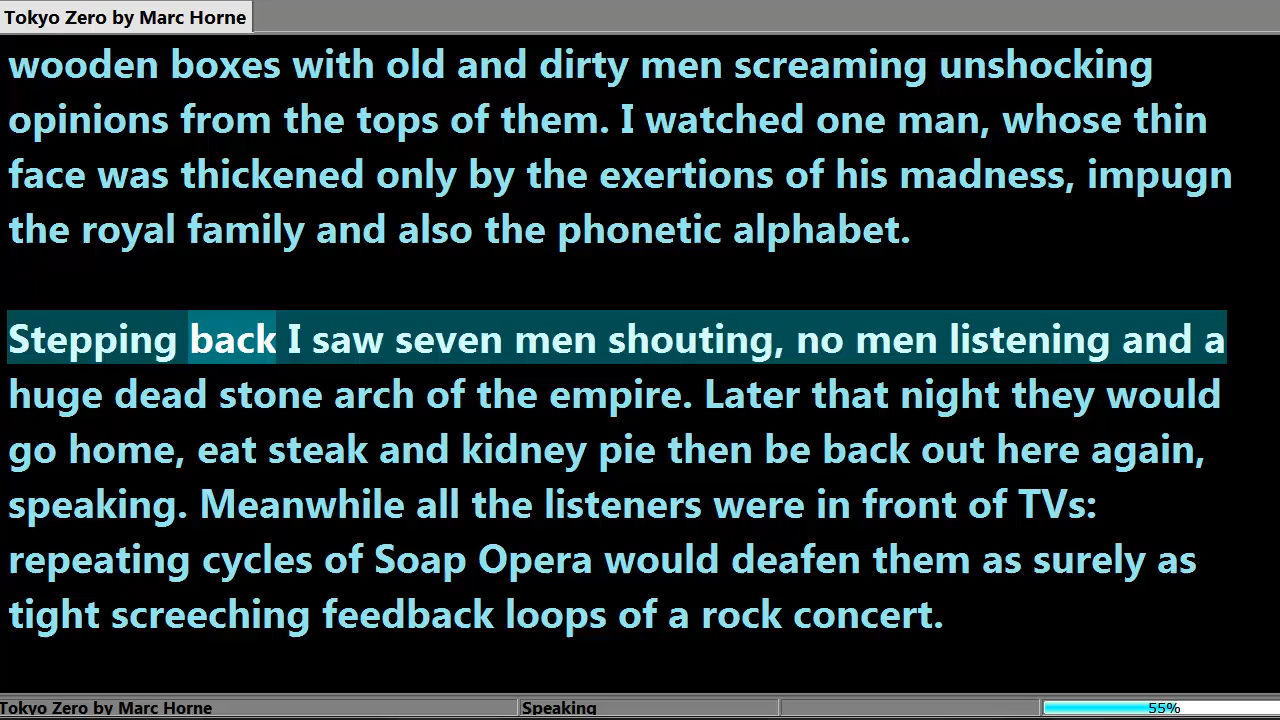 Tokyo Zero by Marc Horne
wooden boxes with old and dirty men screaming unshocking
opinions from the tops of them. I watched one man, whose thin
face was thickened only by the exertions of his madness, impugn
the royal family and also the phonetic alphabet.
Stepping back I saw seven men shouting, no men listening and a
huge dead stone arch of the empire. Later that night they would
go home, eat steak and kidney pie then be back out here again,
speaking. Meanwhile all the listeners were in front of TVs:
repeating cycles of Soap Opera would deafen them as surely as
tight screeching feedback loops of a rock concert.
Tokyo Zero by Marc Horne Speaking 55%